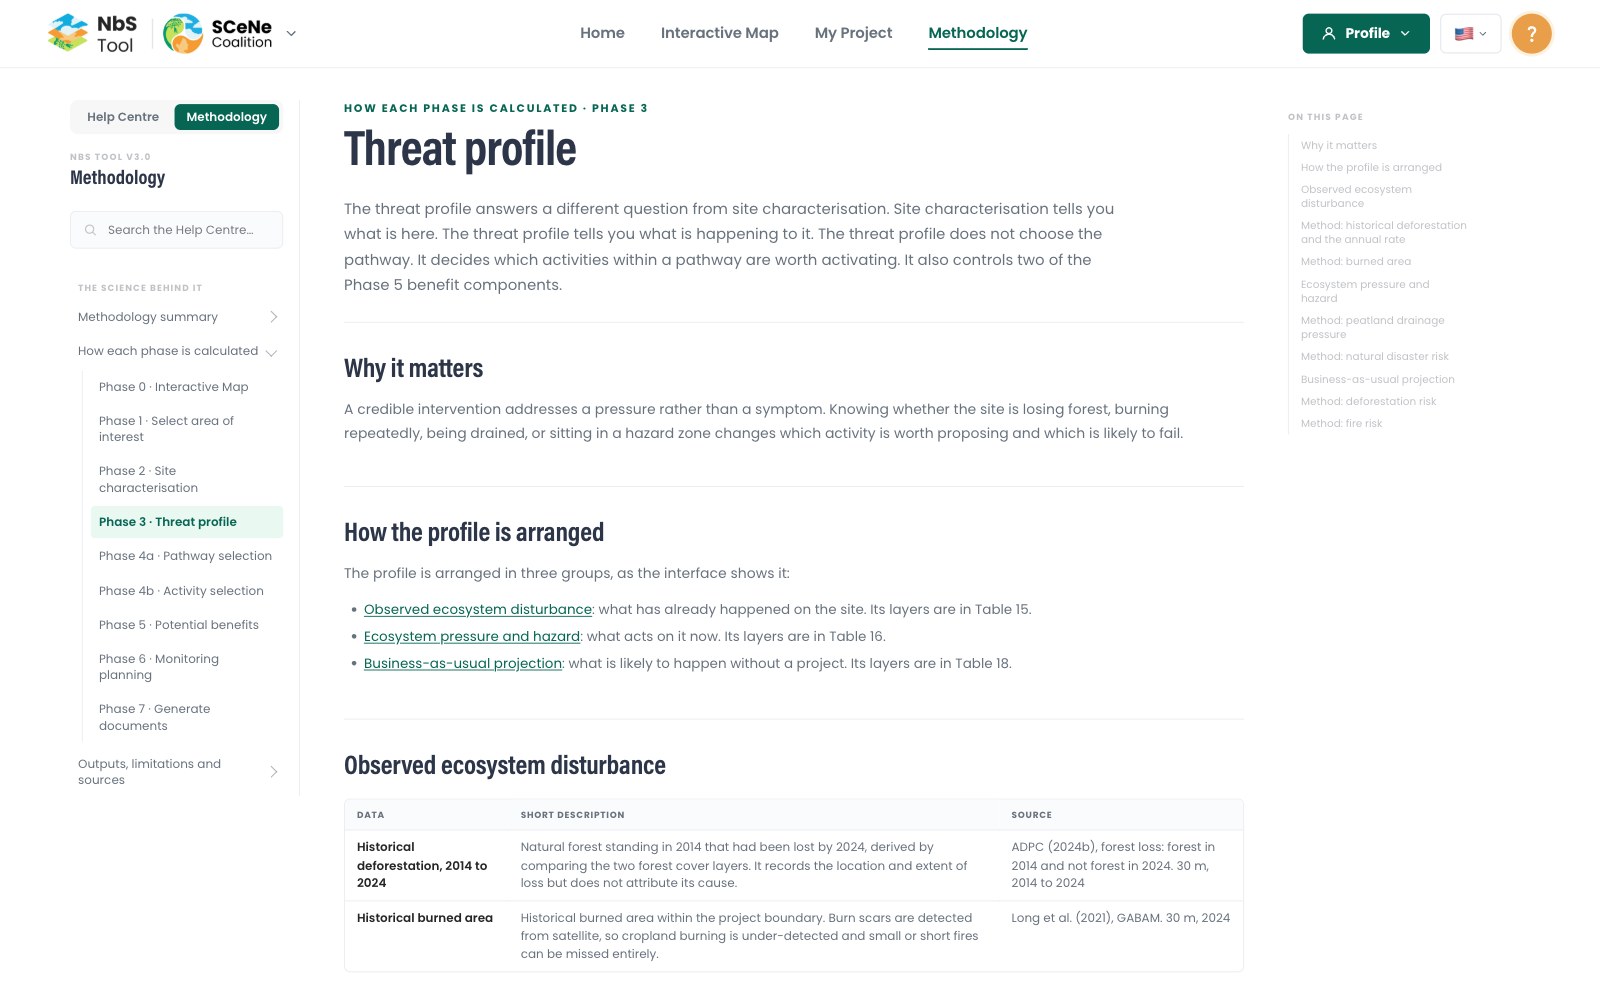 NbS
Tool
SCeNe
Coalition
Home
Interactive Map
My Project
Methodology
Profile
?
Help Centre
Methodology
NBS TOOL V3.0
Methodology
Search the Help Centre...
THE SCIENCE BEHIND IT
Methodology summary
How each phase is calculated
Phase 0 · Interactive Map
Phase 1 · Select area of
interest
Phase 2 · Site
characterisation
Phase 3 · Threat profile
Phase 4a · Pathway selection
Phase 4b · Activity selection
Phase 5 · Potential benefits
Phase 6 · Monitoring
planning
Phase 7 · Generate
documents
Outputs, limitations and
sources
HOW EACH PHASE IS CALCULATED · PHASE 3
Threat profile
The threat profile answers a different question from site characterisation. Site characterisation tells you
what is here. The threat profile tells you what is happening to it. The threat profile does not choose the
pathway. It decides which activities within a pathway are worth activating. It also controls two of the
Phase 5 benefit components.
Why it matters
A credible intervention addresses a pressure rather than a symptom. Knowing whether the site is losing forest, burning
repeatedly, being drained, or sitting in a hazard zone changes which activity is worth proposing and which is likely to fail.
How the profile is arranged
The profile is arranged in three groups, as the interface shows it:
• Observed ecosystem disturbance: what has already happened on the site. Its layers are in Table 15.
• Ecosystem pressure and hazard: what acts on it now. Its layers are in Table 16.
• Business-as-usual projection: what is likely to happen without a project. Its layers are in Table 18.
Observed ecosystem disturbance
DATA
SHORT DESCRIPTION
SOURCE
Historical
deforestation, 2014 to
2024
Natural forest standing in 2014 that had been lost by 2024, derived by
comparing the two forest cover layers. It records the location and extent of
loss but does not attribute its cause.
ADPC (2024b), forest loss: forest in
2014 and not forest in 2024. 30 m,
2014 to 2024
Historical burned area
Historical burned area within the project boundary. Burn scars are detected
from satellite, so cropland burning is under-detected and small or short fires
can be missed entirely.
Long et al. (2021), GABAM. 30 m, 2024
ON THIS PAGE
Why it matters
How the profile is arranged
Observed ecosystem
disturbance
Method: historical deforestation
and the annual rate
Method: burned area
Ecosystem pressure and
hazard
Method: peatland drainage
pressure
Method: natural disaster risk
Business-as-usual projection
Method: deforestation risk
Method: fire risk